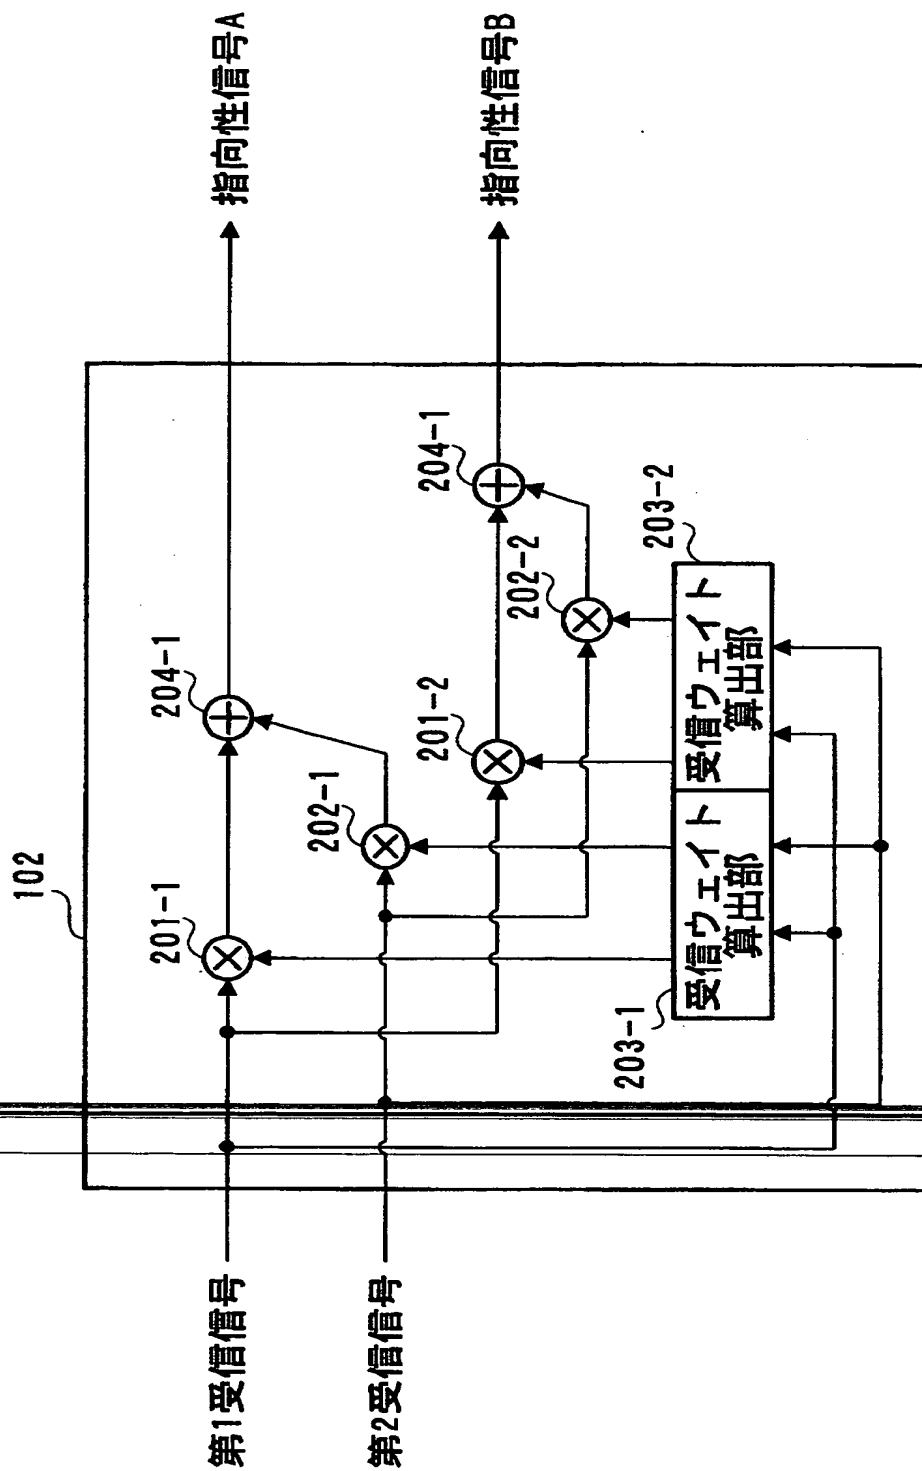 102
第1受信信号
201-1
204-1
指向性信号A
第2受信信号
202-1
201-2
204-1
指向性信号B
202-2
203-1
受信ウェイト
算出部
203-2
受信ウェイト
算出部